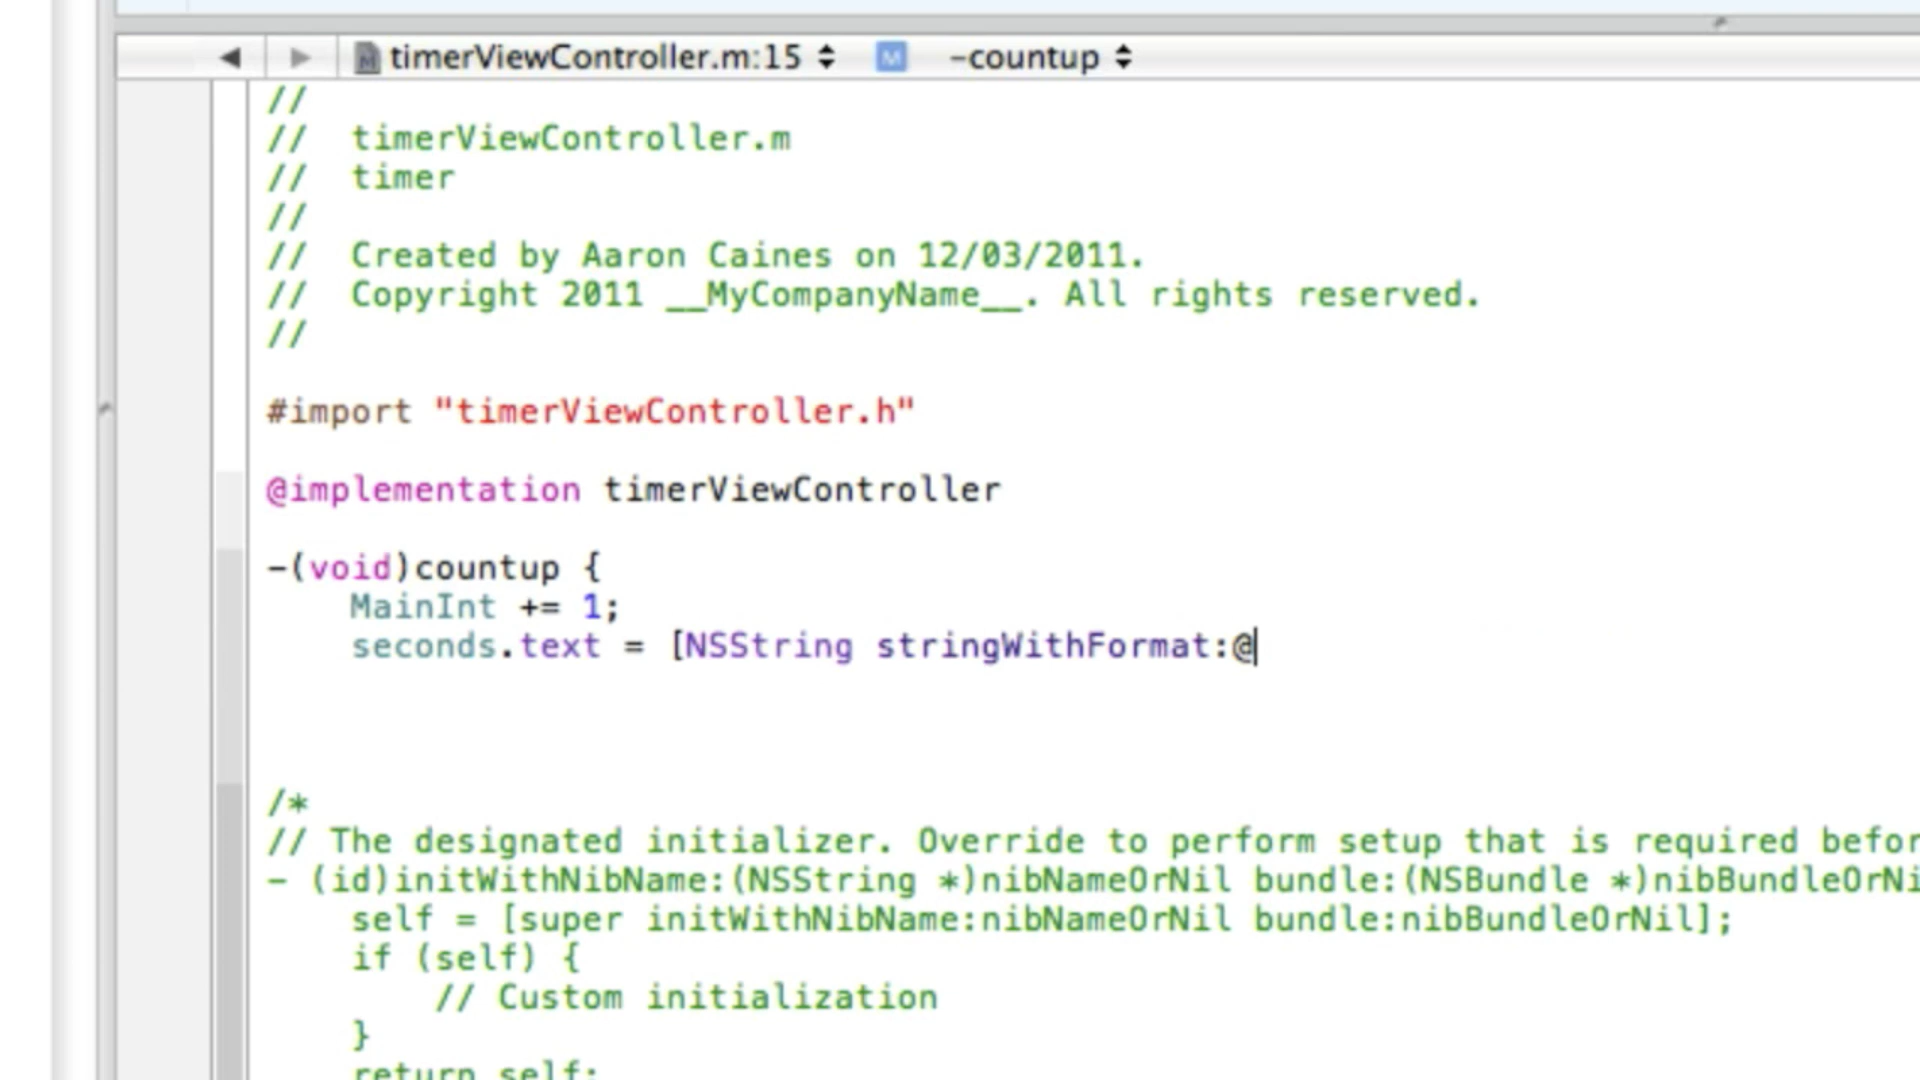 timerViewController.m:15 M -countup
//
// timerViewController.m
// timer
//
// Created by Aaron Caines on 12/03/2011.
// Copyright 2011 __MyCompanyName__. All rights reserved.
//
#import "timerViewController.h"
@implementation timerViewController
-(void)countup {
MainInt += 1;
seconds.text = [NSString stringWithFormat:@
/*
// The designated initializer. Override to perform setup that is required befor
- (id)initWithNibName:(NSString *)nibNameOrNil bundle:(NSBundle *)nibBundleOrNi
self = [super initWithNibName:nibNameOrNil bundle:nibBundleOrNil];
if (self) {
// Custom initialization
}
return self;